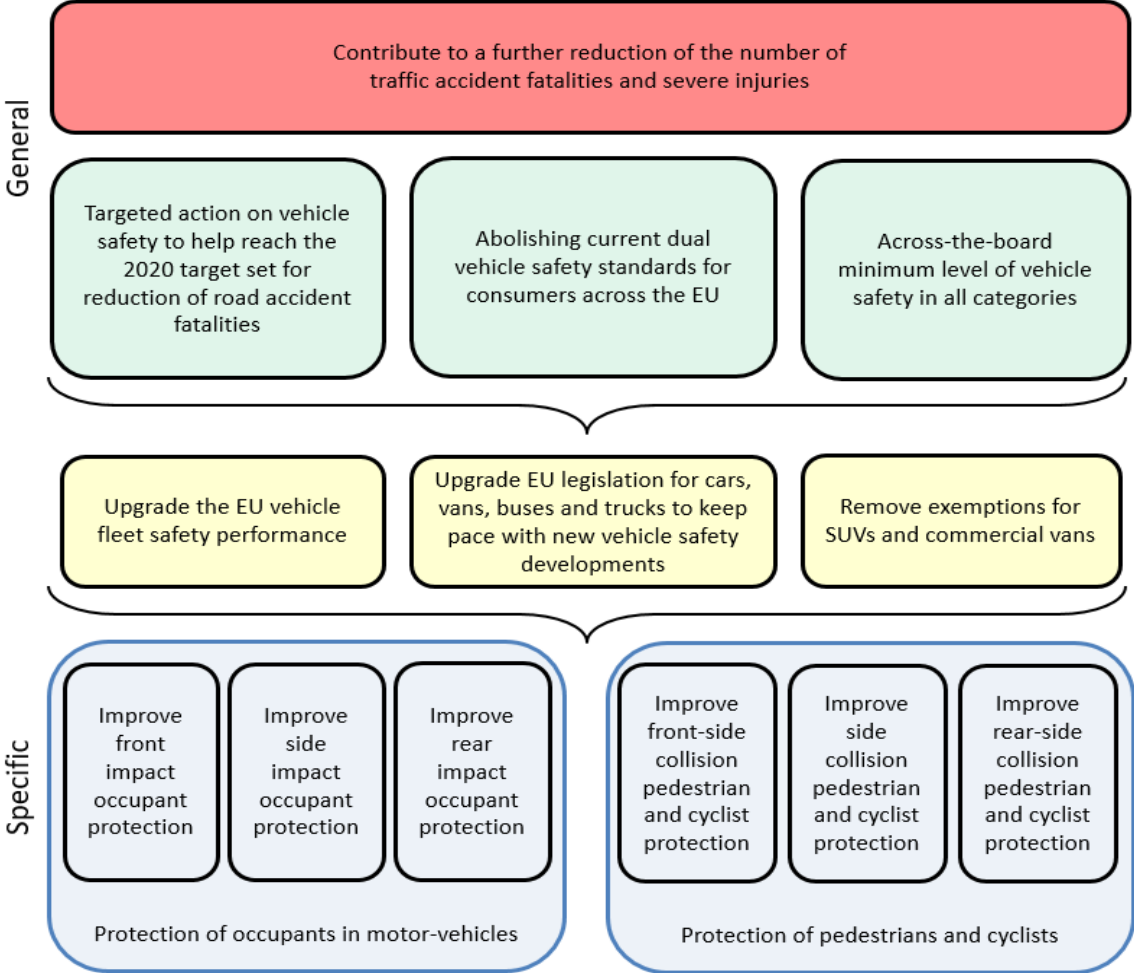 General
Contribute to a further reduction of the number of
traffic accident fatalities and severe injuries
Targeted action on vehicle
safety to help reach the
2020 target set for
reduction of road accident
fatalities
Abolishing current dual
vehicle safety standards for
consumers across the EU
Across-the-board
minimum level of vehicle
safety in all categories
Upgrade the EU vehicle
fleet safety performance
Upgrade EU legislation for cars,
vans, buses and trucks to keep
pace with new vehicle safety
developments
Remove exemptions for
SUVs and commercial vans
Specific
Improve
front
impact
occupant
protection
Improve
side
impact
occupant
protection
Improve
rear
impact
occupant
protection
Protection of occupants in motor-vehicles
Improve
front-side
collision
pedestrian
and cyclist
protection
Improve
side
collision
pedestrian
and cyclist
protection
Improve
rear-side
collision
pedestrian
and cyclist
protection
Protection of pedestrians and cyclists